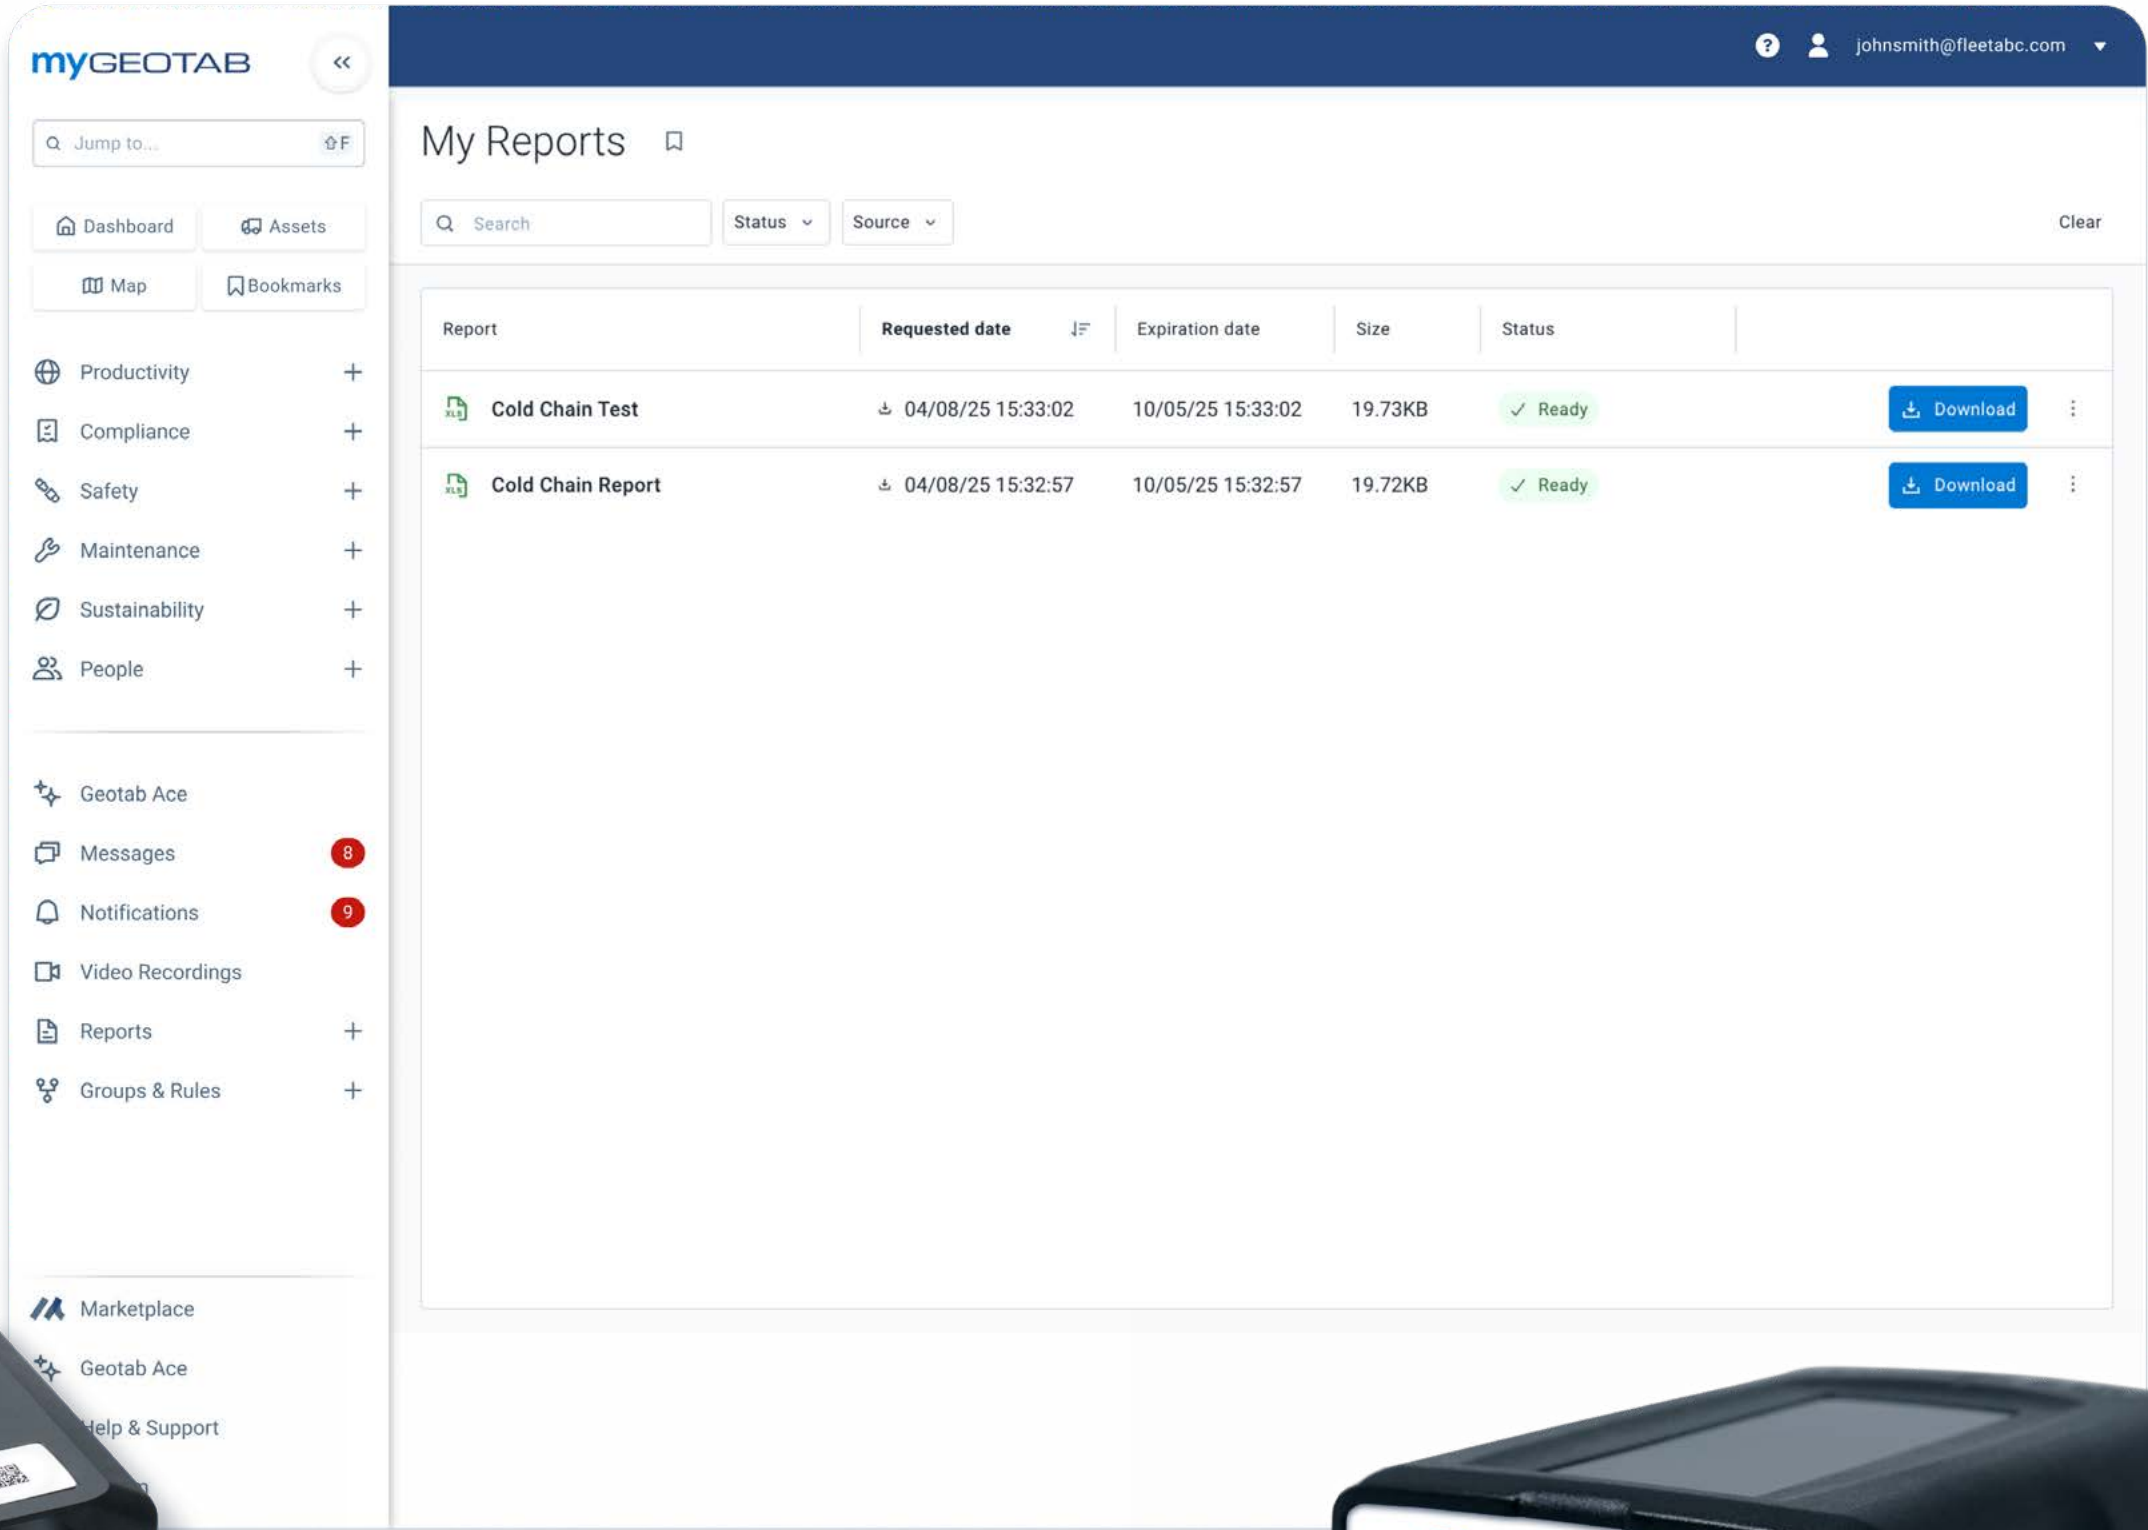 myGEOTAB
johnsmith@fleetabc.com
Jump to...
F
Dashboard
Assets
Map
Bookmarks
Productivity
Compliance
Safety
Maintenance
Sustainability
People
Geotab Ace
Messages 8
Notifications 9
Video Recordings
Reports
Groups & Rules
Marketplace
Geotab Ace
Help & Support
My Reports
Search
Status
Source
Clear
Report Requested date Expiration date Size Status
XLS Cold Chain Test 04/08/25 15:33:02 10/05/25 15:33:02 19.73KB Ready Download
XLS Cold Chain Report 04/08/25 15:32:57 10/05/25 15:32:57 19.72KB Ready Download